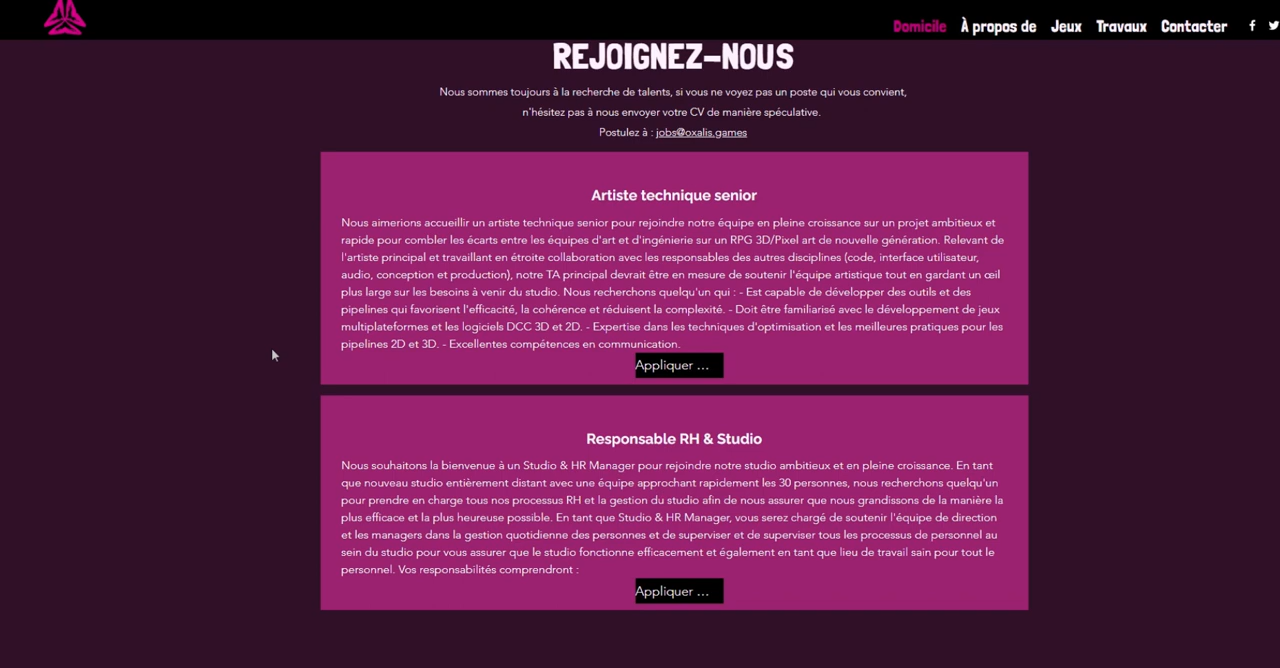 Domicile À propos de Jeux Travaux Contacter
REJOIGNEZ-NOUS
Nous sommes toujours à la recherche de talents, si vous ne voyez pas un poste qui vous convient,
n'hésitez pas à nous envoyer votre CV de manière spéculative.
Postulez à : jobs@oxalis.games
Artiste technique senior
Nous aimerions accueillir un artiste technique senior pour rejoindre notre équipe en pleine croissance sur un projet ambitieux et
rapide pour combler les écarts entre les équipes d'art et d'ingénierie sur un RPG 3D/Pixel art de nouvelle génération. Relevant de
l'artiste principal et travaillant en étroite collaboration avec les responsables des autres disciplines (code, interface utilisateur,
audio, conception et production), notre TA principal devrait être en mesure de soutenir l'équipe artistique tout en gardant un œil
plus large sur les besoins à venir du studio. Nous recherchons quelqu'un qui : - Est capable de développer des outils et des
pipelines qui favorisent l'efficacité, la cohérence et réduisent la complexité. - Doit être familiarisé avec le développement de jeux
multiplateformes et les logiciels DCC 3D et 2D. - Expertise dans les techniques d'optimisation et les meilleures pratiques pour les
pipelines 2D et 3D. - Excellentes compétences en communication.
Appliquer ...
Responsable RH & Studio
Nous souhaitons la bienvenue à un Studio & HR Manager pour rejoindre notre studio ambitieux et en pleine croissance. En tant
que nouveau studio entièrement distant avec une équipe approchant rapidement les 30 personnes, nous recherchons quelqu'un
pour prendre en charge tous nos processus RH et la gestion du studio afin de nous assurer que nous grandissons de la manière la
plus efficace et la plus heureuse possible. En tant que Studio & HR Manager, vous serez chargé de soutenir l'équipe de direction
et les managers dans la gestion quotidienne des personnes et de superviser et de superviser tous les processus de personnel au
sein du studio pour vous assurer que le studio fonctionne efficacement et également en tant que lieu de travail sain pour tout le
personnel. Vos responsabilités comprendront :
Appliquer ...